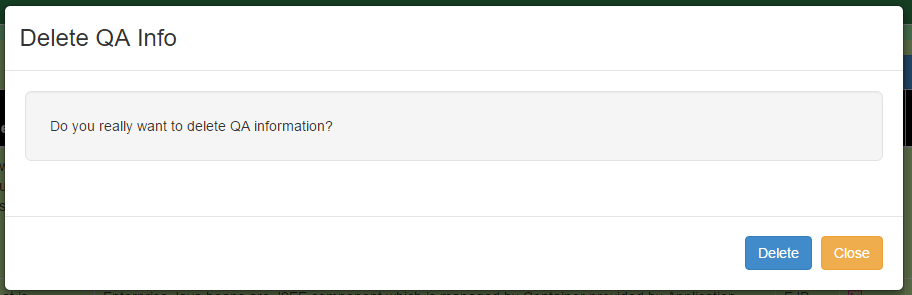 Delete QA Info
Do you really want to delete QA information?
Delete
Close